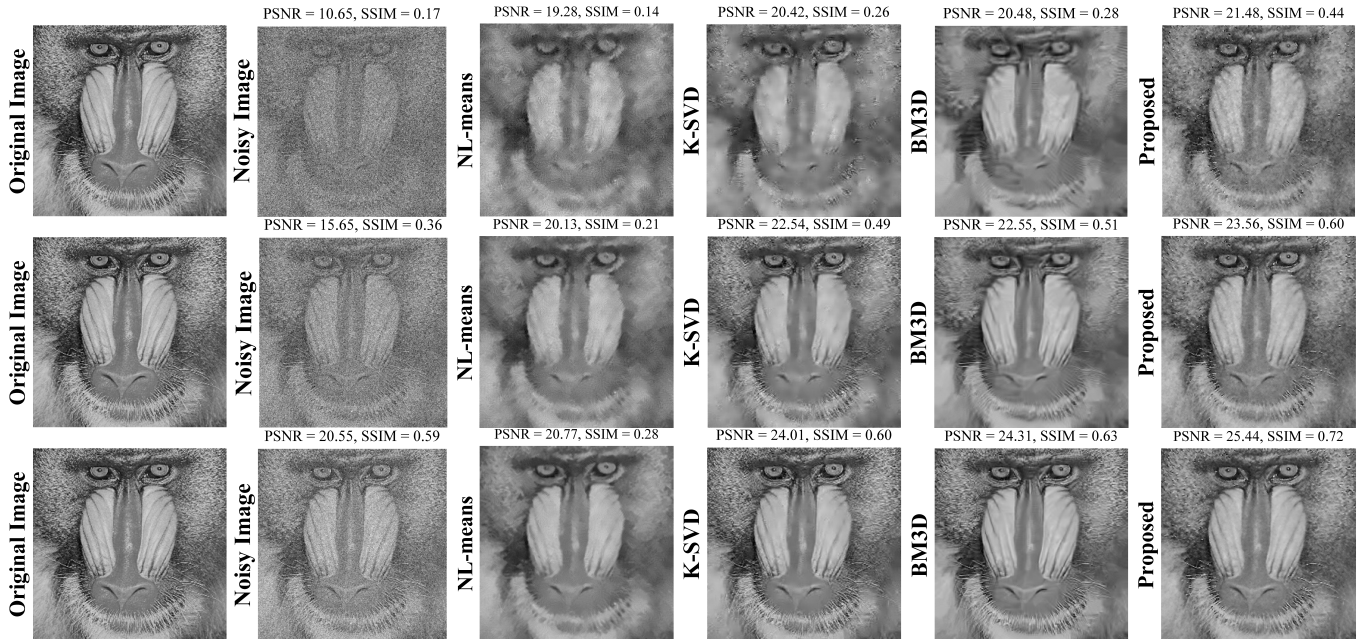 PSNR = 10.65, SSIM = 0.17
PSNR = 19.28, SSIM = 0.14
PSNR = 20.42, SSIM = 0.26
PSNR = 20.48, SSIM = 0.28
PSNR = 21.48, SSIM = 0.44
Original Image
Noisy Image
NL-means
K-SVD
BM3D
Proposed
PSNR = 15.65, SSIM = 0.36
PSNR = 20.13, SSIM = 0.21
PSNR = 22.54, SSIM = 0.49
PSNR = 22.55, SSIM = 0.51
PSNR = 23.56, SSIM = 0.60
Original Image
Noisy Image
NL-means
K-SVD
BM3D
Proposed
PSNR = 20.55, SSIM = 0.59
PSNR = 20.77, SSIM = 0.28
PSNR = 24.01, SSIM = 0.60
PSNR = 24.31, SSIM = 0.63
PSNR = 25.44, SSIM = 0.72
Original Image
Noisy Image
NL-means
K-SVD
BM3D
Proposed